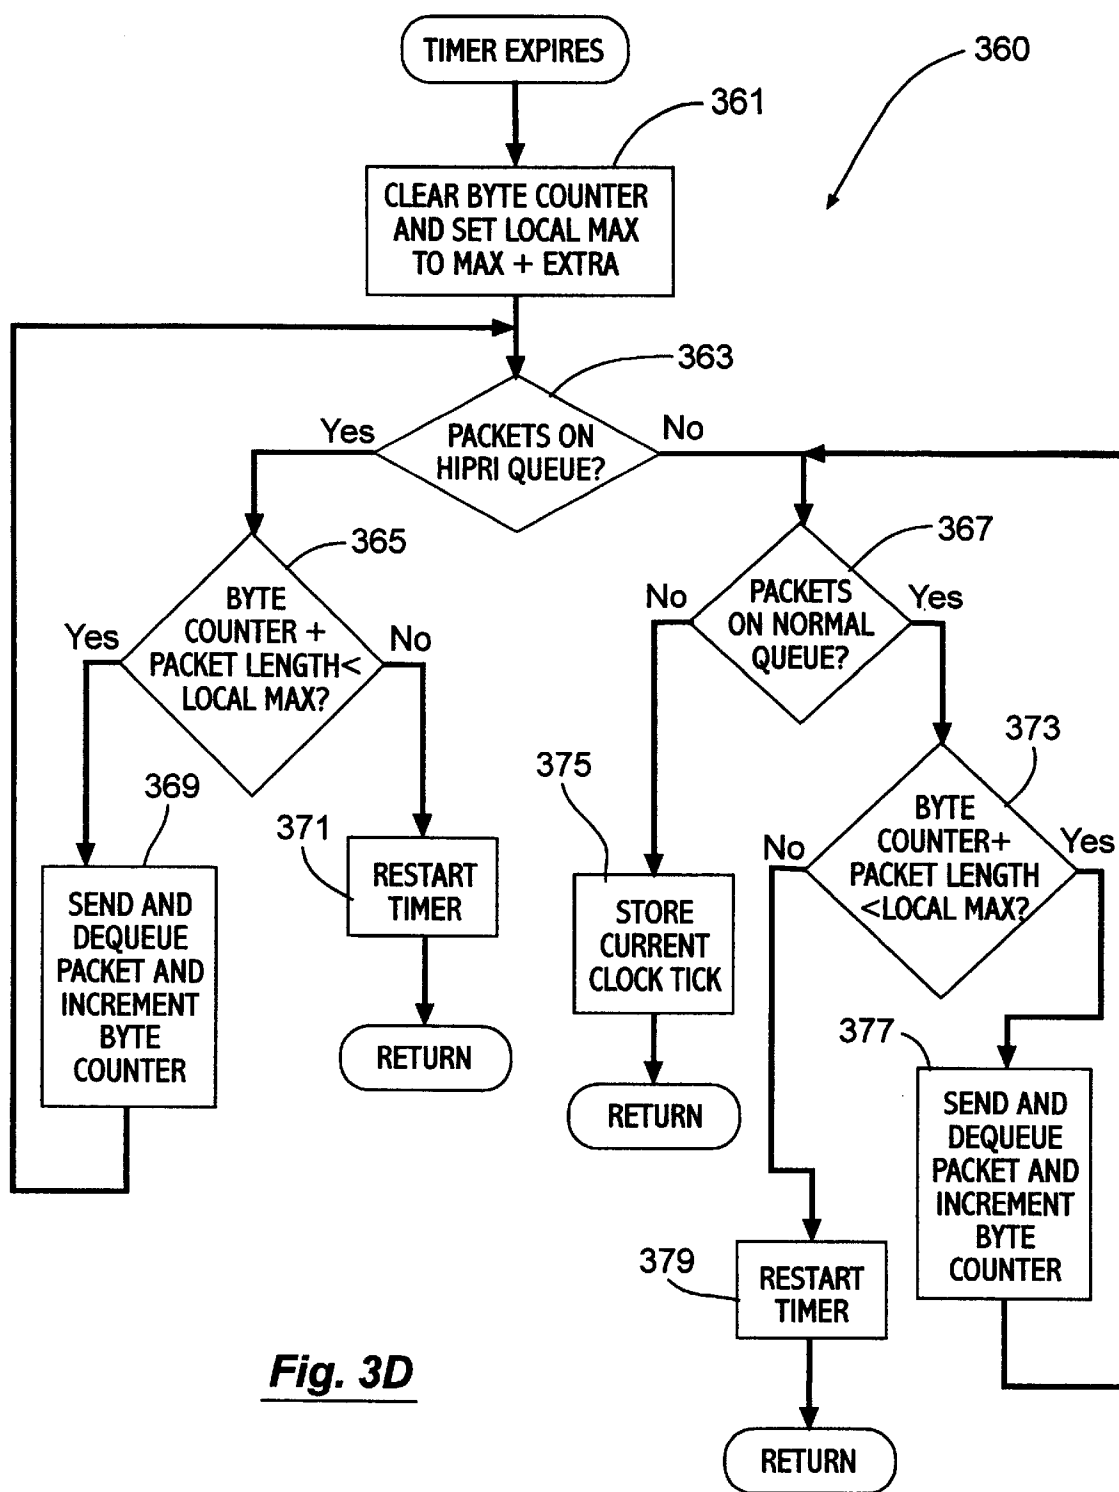 TIMER EXPIRES
360
361
CLEAR BYTE COUNTER
AND SET LOCAL MAX
TO MAX + EXTRA
363
Yes
PACKETS ON
HIPRI QUEUE?
No
365
BYTE
COUNTER +
PACKET LENGTH<
LOCAL MAX?
Yes
No
367
PACKETS
ON NORMAL
QUEUE?
No
Yes
369
SEND AND
DEQUEUE
PACKET AND
INCREMENT
BYTE
COUNTER
371
RESTART
TIMER
RETURN
375
STORE
CURRENT
CLOCK TICK
RETURN
373
BYTE
COUNTER+
PACKET LENGTH
<LOCAL MAX?
No
Yes
377
SEND AND
DEQUEUE
PACKET AND
INCREMENT
BYTE
COUNTER
379
RESTART
TIMER
RETURN
Fig. 3D